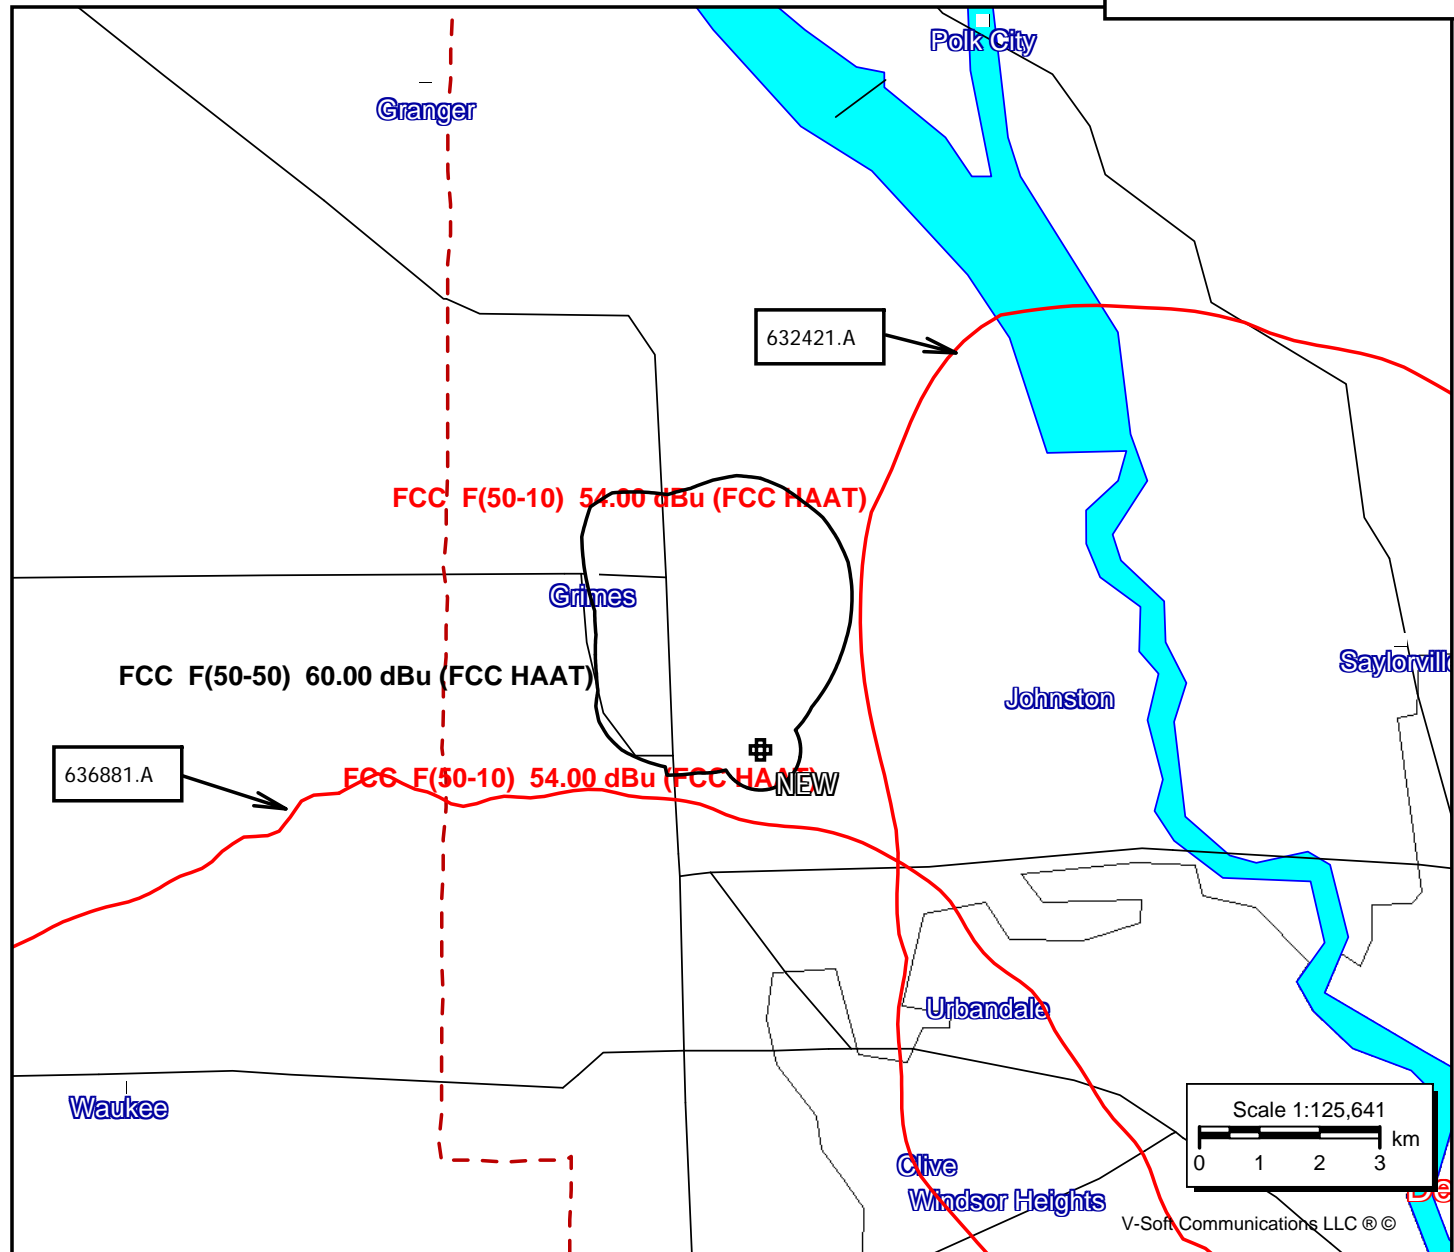 Polk City
Granger
632421.A
FCC F(50-10) 54.00 dBu (FCC HAAT)
Grimes
FCC F(50-50) 60.00 dBu (FCC HAAT)
Saylorvill
Johnston
636881.A
FCC F(50-10) 54.00 dBu (FCC HAAT)
NEW
Urbandale
Waukee
Scale 1:125,641
km
0 1 2 3
Clive
Windsor Heights
V-Soft Communications LLC ® ©